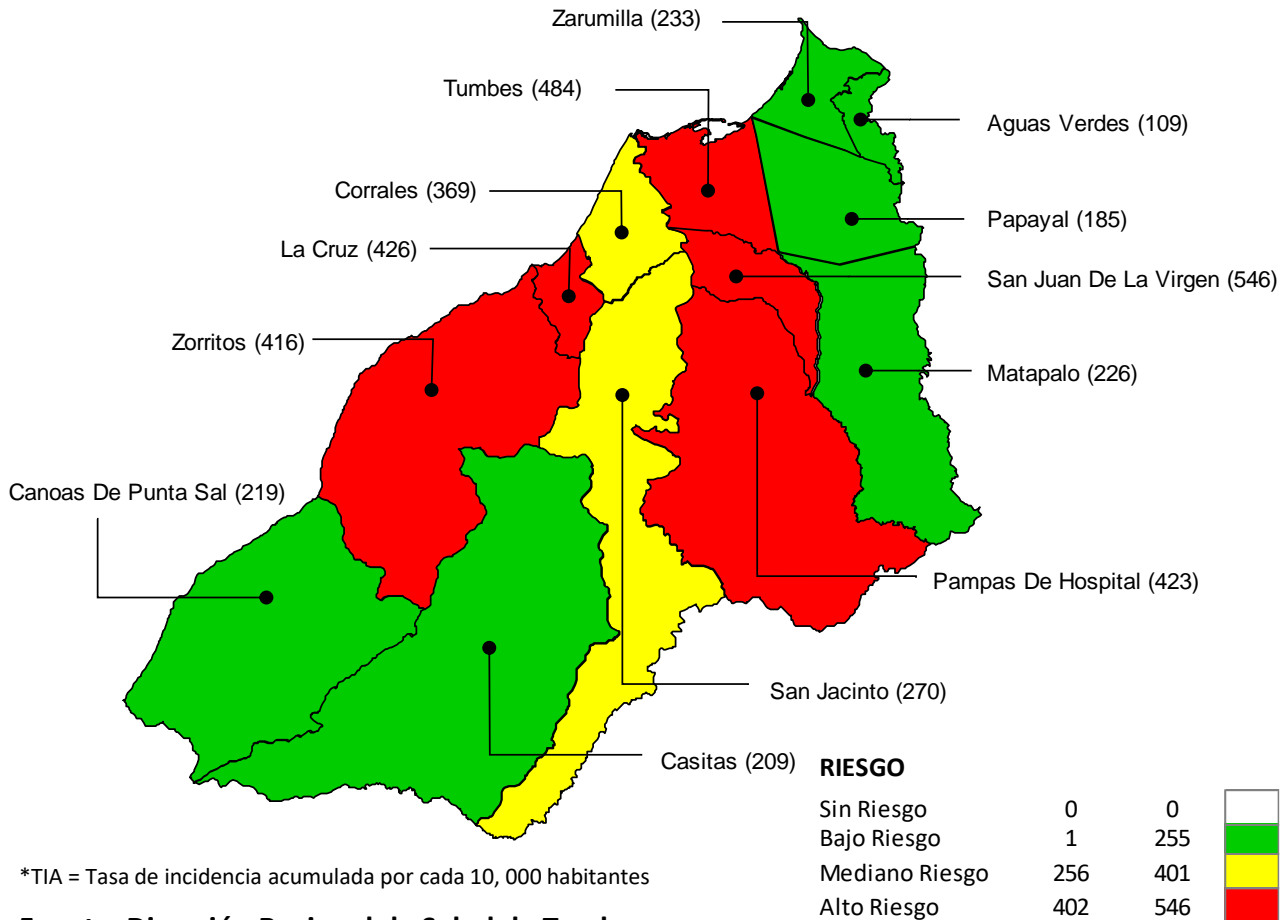 Zarumilla (233)
Tumbes (484)
Aguas Verdes (109)
Corrales (369)
Papayal (185)
La Cruz (426)
San Juan De La Virgen (546)
Zorritos (416)
Matapalo (226)
Canoas De Punta Sal (219)
Pampas De Hospital (423)
San Jacinto (270)
Casitas (209)
RIESGO
Sin Riesgo 0 0
Bajo Riesgo 1 255
Mediano Riesgo 256 401
Alto Riesgo 402 546
*TIA = Tasa de incidencia acumulada por cada 10, 000 habitantes